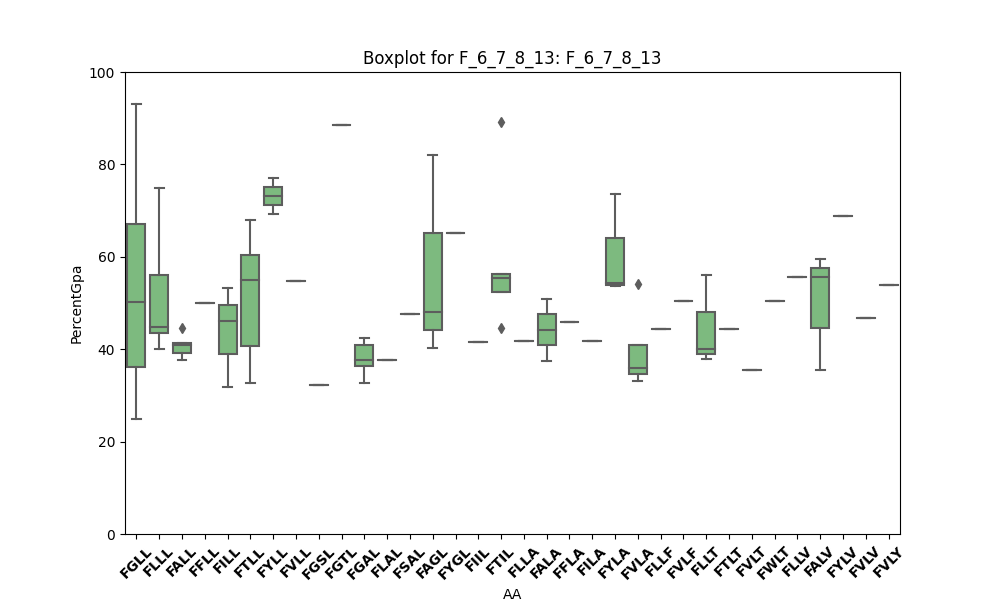 Boxplot for F_6_7_8_13: F_6_7_8_13
100
80
60
40
20
0
PercentGpa
FGLL FLLL FALL FFLL FILL FTLL FYLL FVLL FGSL FGTL FGAL FLAL FSAL FAGL FYGL FIIL FTIL FLLA FALA FFLA FILA FYLA FVLA FLLF FVLF FLLT FTLT FVLT FWLT FLLV FALV FYLV FVLV FVLY
AA